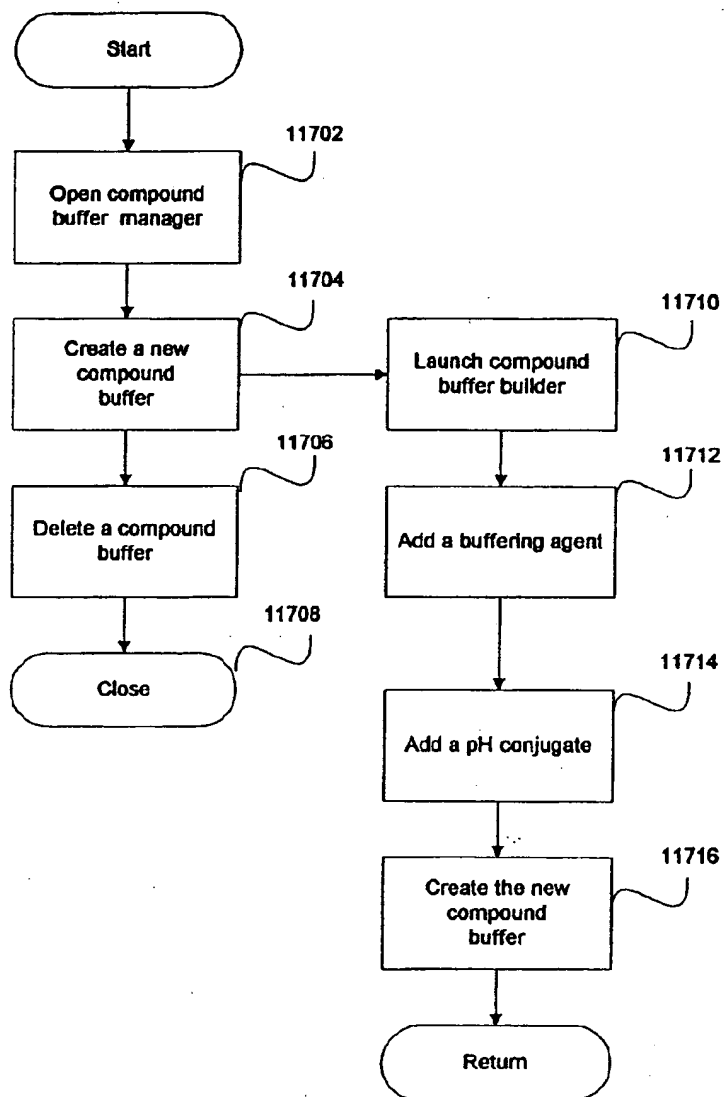 Start
11702
Open compound
buffer manager
11704
Create a new
compound
buffer
11706
Delete a compound
buffer
11708
Close
11710
Launch compound
buffer builder
11712
Add a buffering agent
11714
Add a pH conjugate
11716
Create the new
compound
buffer
Return